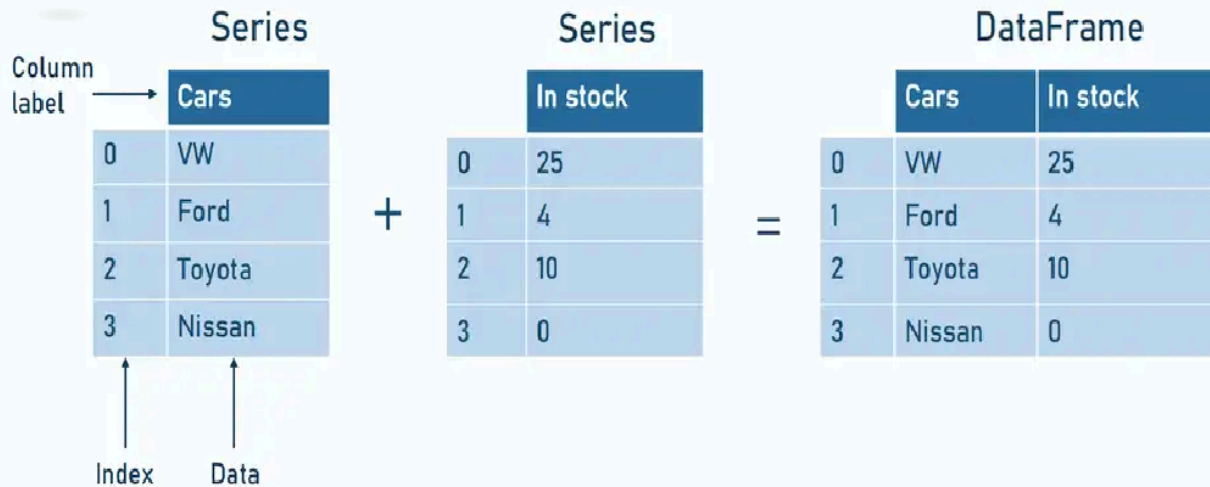 Series
Series
DataFrame
Column
label
Cars
In stock
Cars
In stock
0
VW
0
25
0
VW
25
1
Ford
+
1
4
=
1
Ford
4
2
Toyota
2
10
2
Toyota
10
3
Nissan
3
0
3
Nissan
0
Index
Data